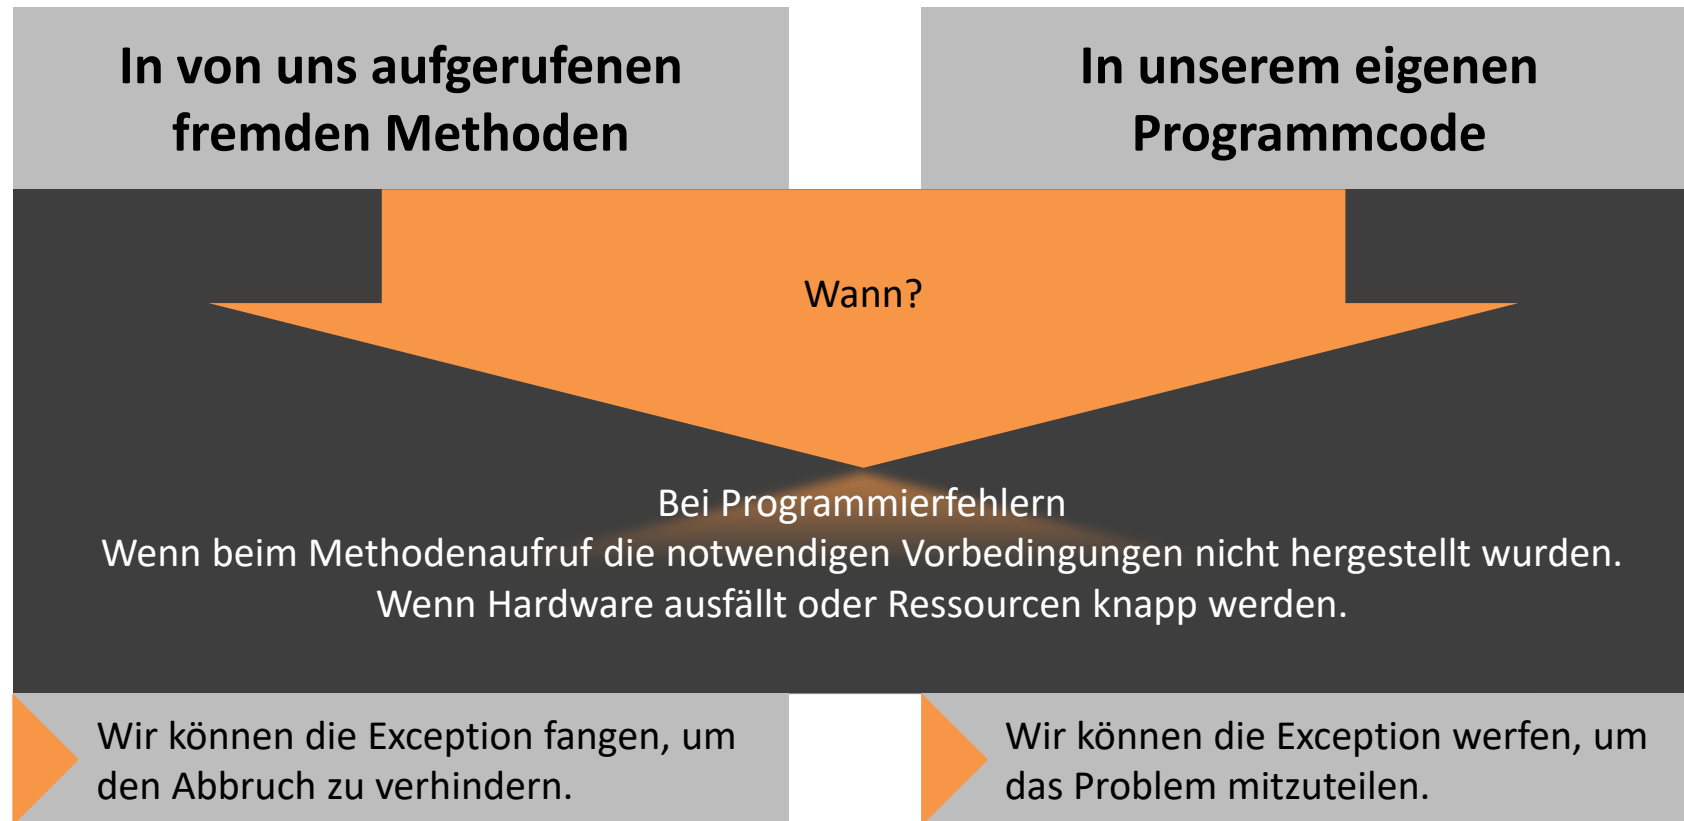 In von uns aufgerufenen
fremden Methoden
In unserem eigenen
Programmcode
Wann?
Bei Programmierfehlern
Wenn beim Methodenaufruf die notwendigen Vorbedingungen nicht hergestellt wurden.
Wenn Hardware ausfällt oder Ressourcen knapp werden.
Wir können die Exception fangen, um
den Abbruch zu verhindern.
Wir können die Exception werfen, um
das Problem mitzuteilen.